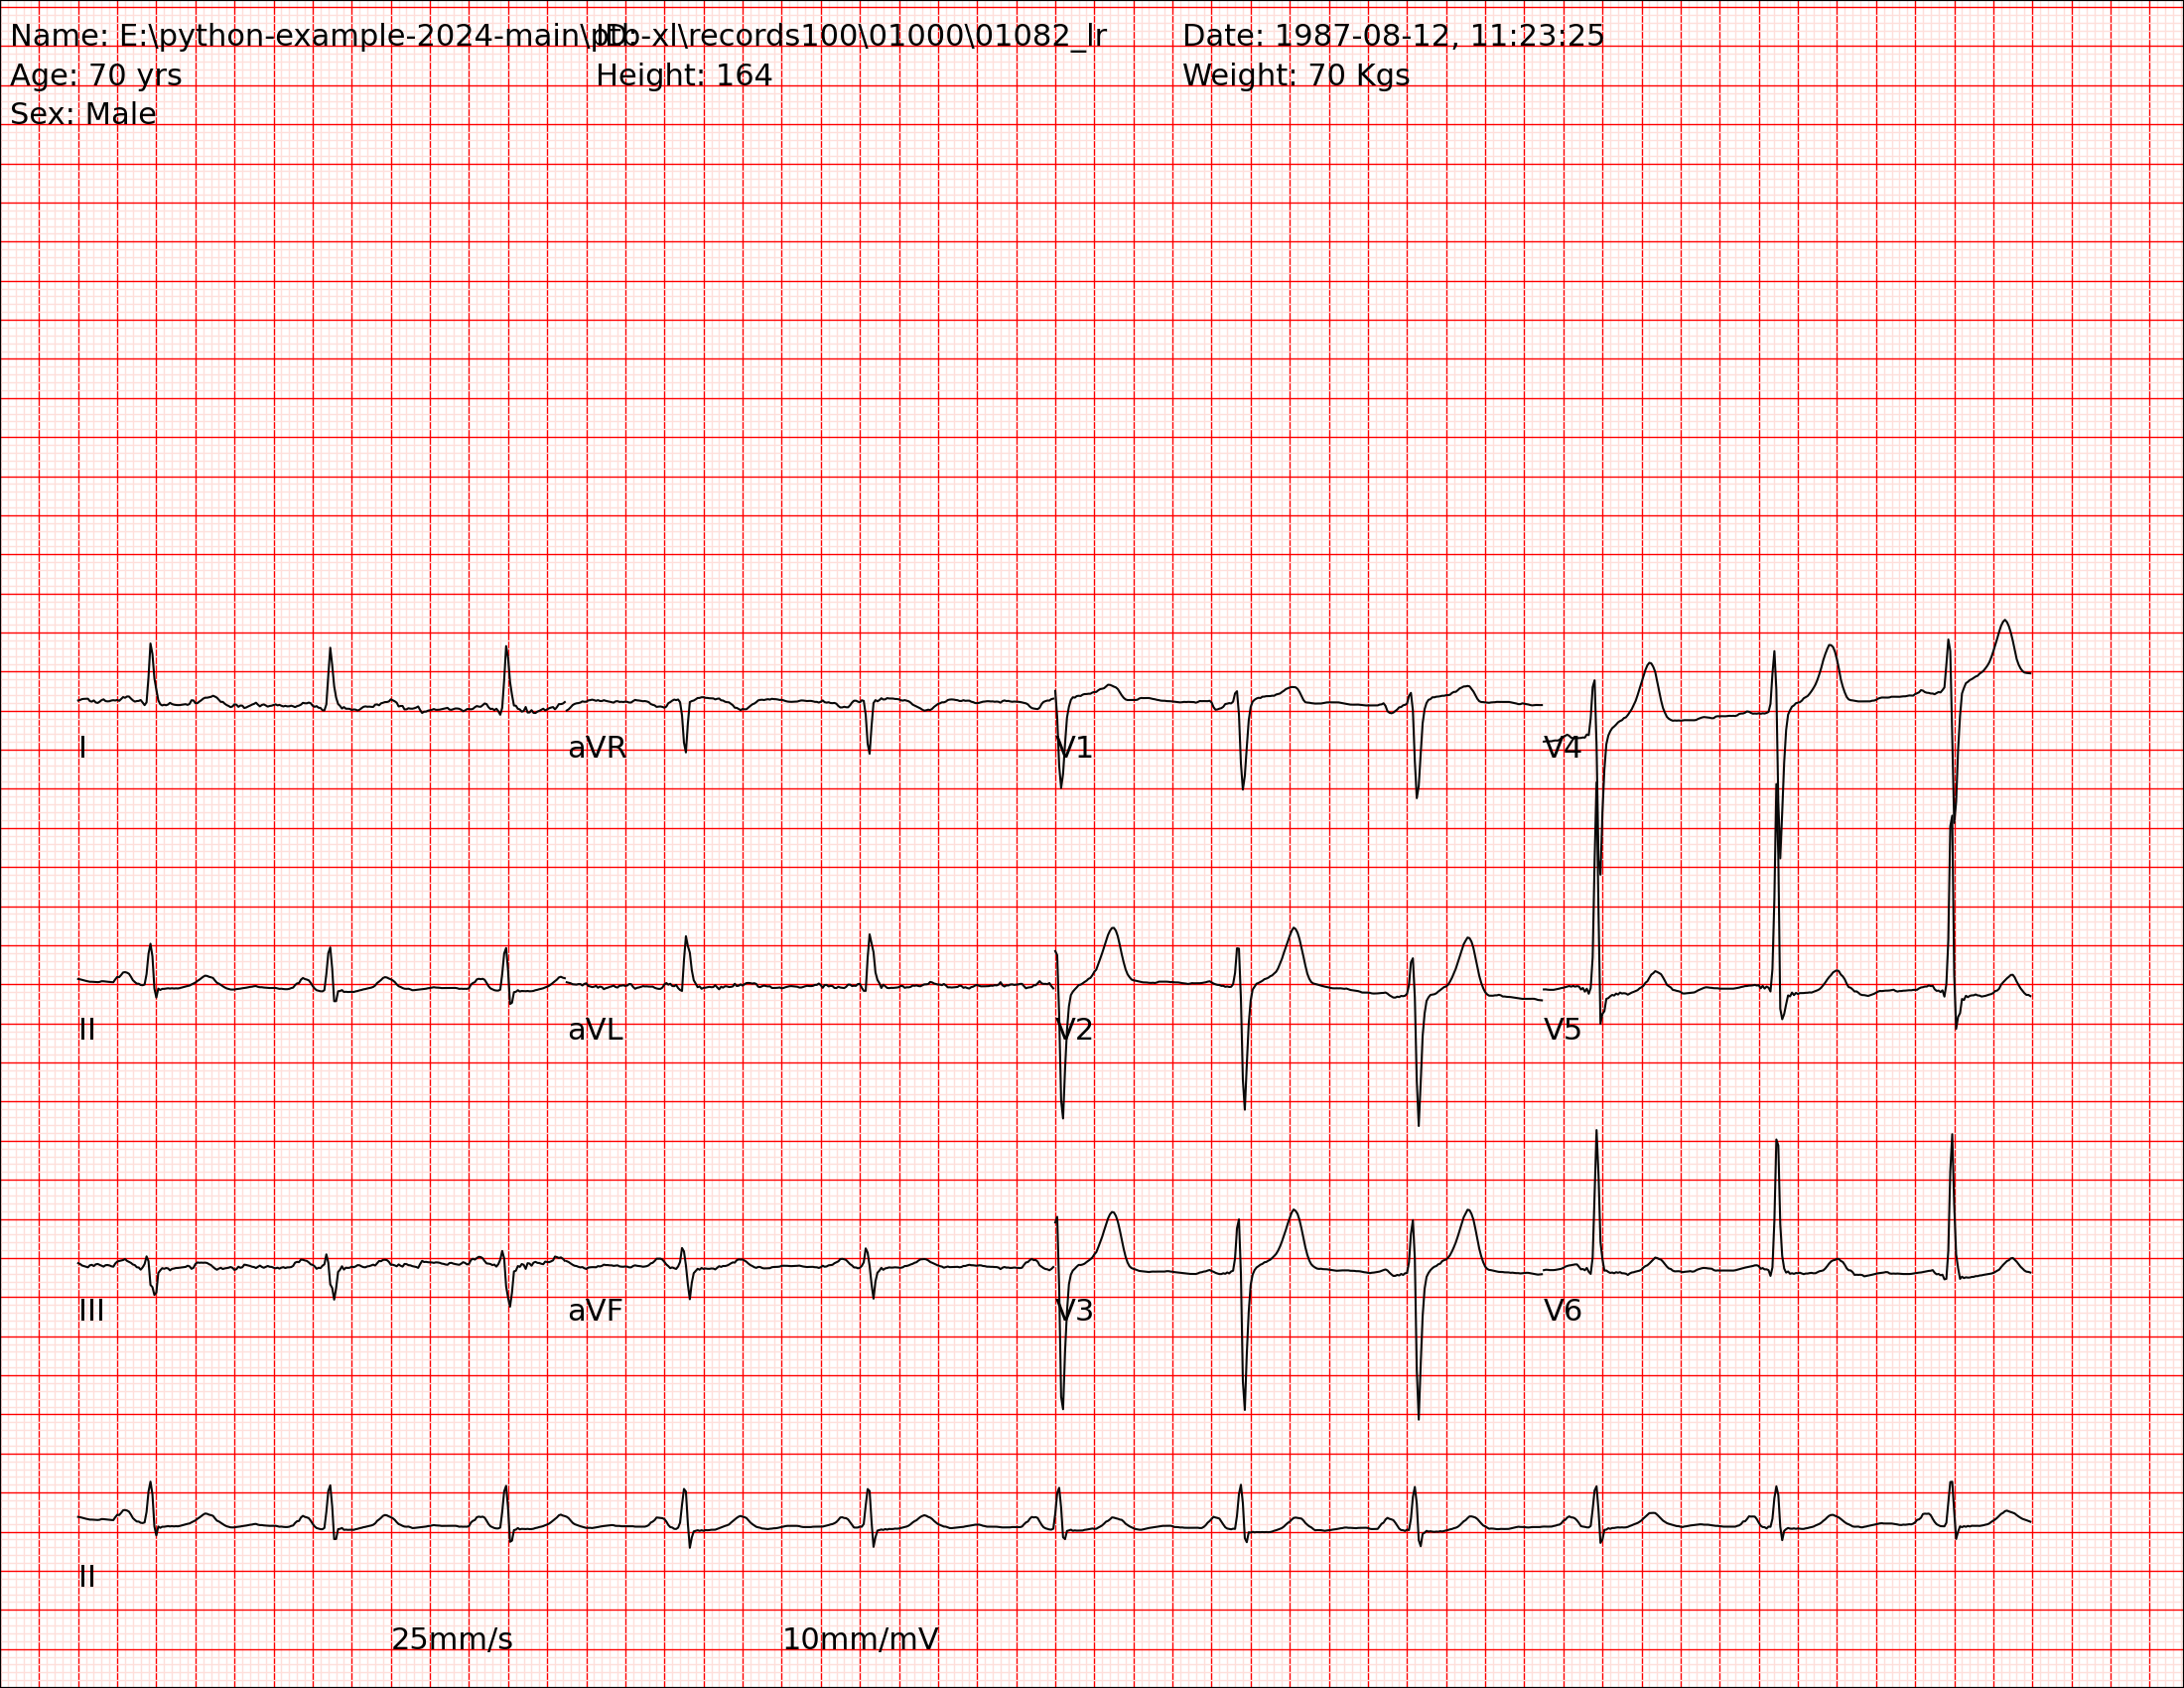 Name: E:\python-example-2024-main\ptb-xl\records100\01000\01082_lr ID: Date: 1987-08-12, 11:23:25
Age: 70 yrs Height: 164 Weight: 70 Kgs
Sex: Male
I aVR V1 V4
II aVL V2 V5
III aVF V3 V6
II
25mm/s 10mm/mV